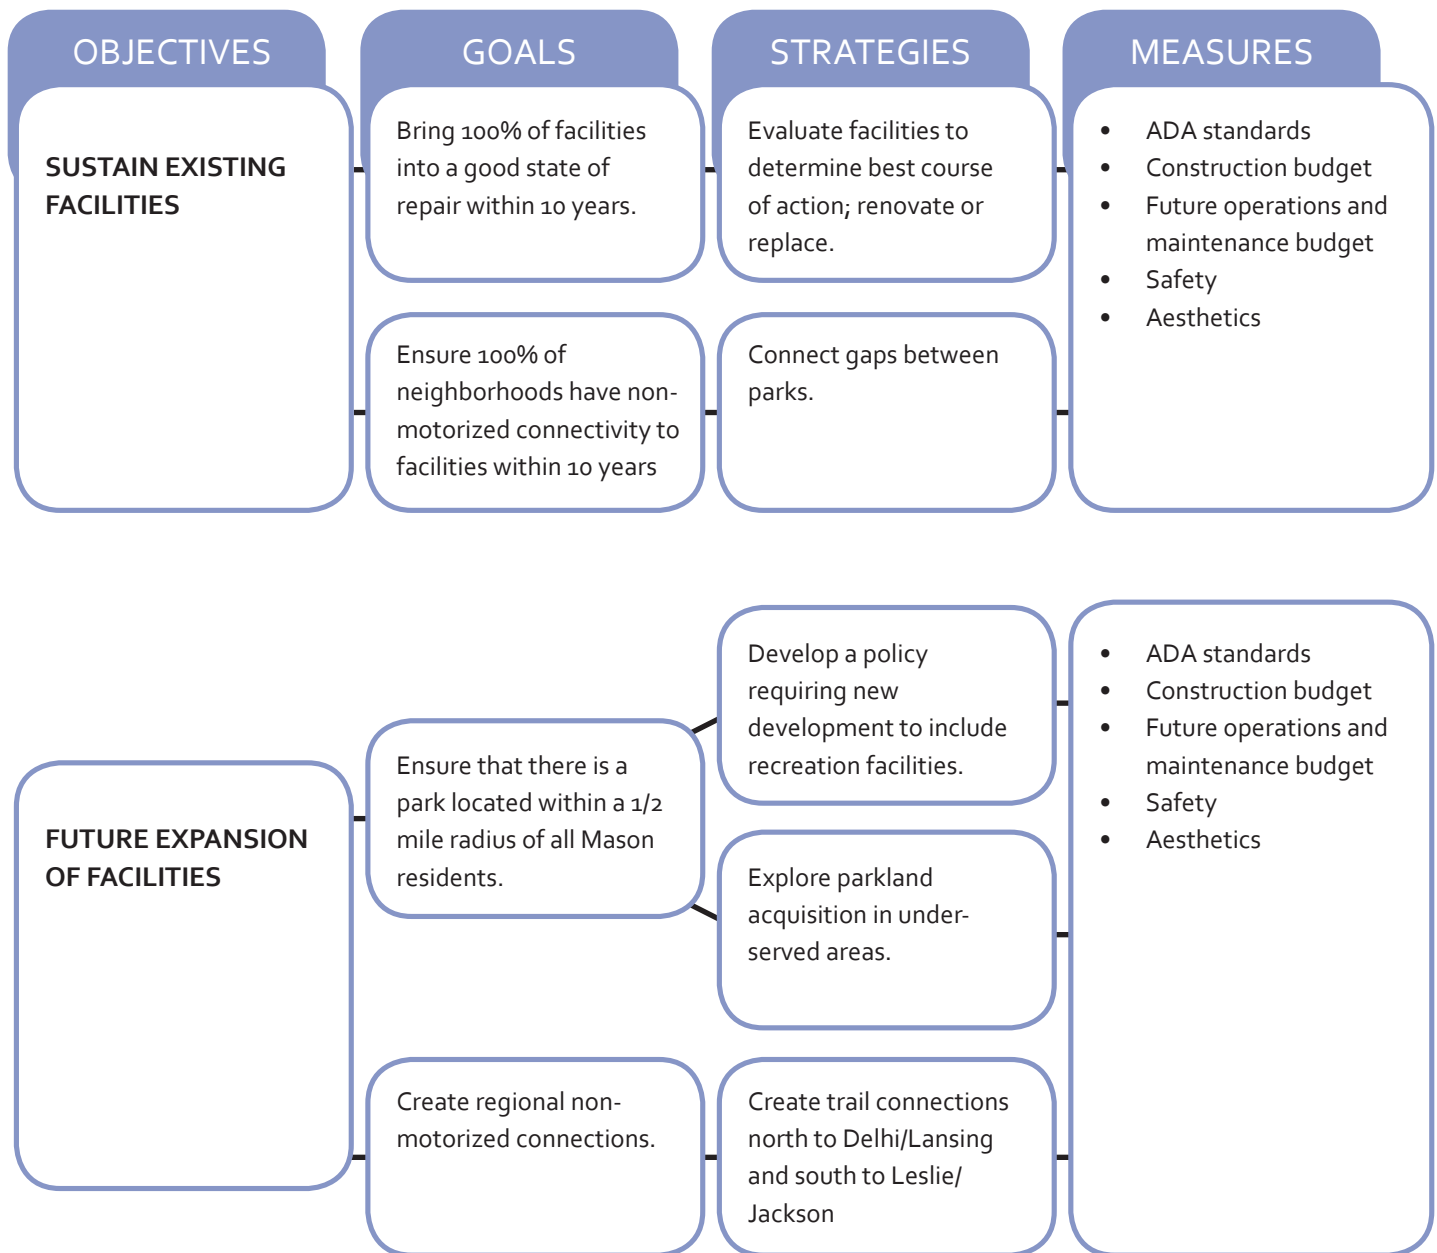 OBJECTIVES
GOALS
STRATEGIES
MEASURES
SUSTAIN EXISTING
FACILITIES
Bring 100% of facilities
into a good state of
repair within 10 years.
Evaluate facilities to
determine best course
of action; renovate or
replace.
• ADA standards
• Construction budget
• Future operations and
maintenance budget
• Safety
• Aesthetics
Ensure 100% of
neighborhoods have non-
motorized connectivity to
facilities within 10 years
Connect gaps between
parks.
FUTURE EXPANSION
OF FACILITIES
Ensure that there is a
park located within a 1/2
mile radius of all Mason
residents.
Develop a policy
requiring new
development to include
recreation facilities.
Explore parkland
acquisition in under-
served areas.
• ADA standards
• Construction budget
• Future operations and
maintenance budget
• Safety
• Aesthetics
Create regional non-
motorized connections.
Create trail connections
north to Delhi/Lansing
and south to Leslie/
Jackson